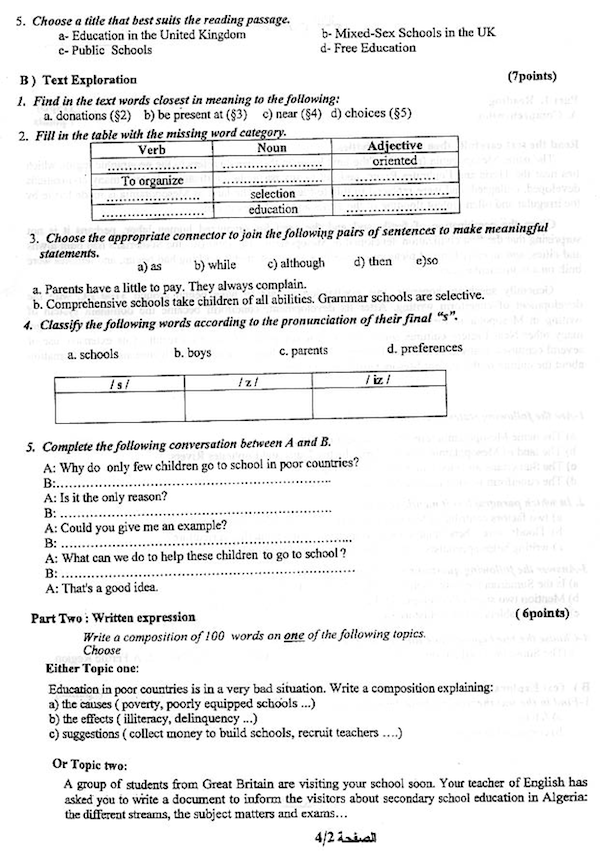 5. Choose a title that best suits the reading passage.
a- Education in the United Kingdom b- Mixed-Sex Schools in the UK
c- Public Schools d- Free Education
B ) Text Exploration (7points)
1. Find in the text words closest in meaning to the following:
a. donations (§2) b) be present at (§3) c) near (§4) d) choices (§5)
2. Fill in the table with the missing word category.
Verb Noun Adjective
........................ ........................ oriented
To organize ........................ ........................
........................ selection ........................
........................ education ........................
3. Choose the appropriate connector to join the following pairs of sentences to make meaningful
statements.
a) as b) while c) although d) then e)so
a. Parents have a little to pay. They always complain.
b. Comprehensive schools take children of all abilities. Grammar schools are selective.
4. Classify the following words according to the pronunciation of their final "s".
a. schools b. boys c. parents d. preferences
/ s / / z / / iz /
5. Complete the following conversation between A and B.
A: Why do only few children go to school in poor countries?
B:......................................................
A: Is it the only reason?
B: ......................................................
A: Could you give me an example?
B: ......................................................
A: What can we do to help these children to go to school ?
B: ......................................................
A: That's a good idea.
Part Two : Written expression ( 6points)
Write a composition of 100 words on one of the following topics.
Choose
Either Topic one:
Education in poor countries is in a very bad situation. Write a composition explaining:
a) the causes ( poverty, poorly equipped schools ...)
b) the effects ( illiteracy, delinquency ...)
c) suggestions ( collect money to build schools, recruit teachers ....)
Or Topic two:
A group of students from Great Britain are visiting your school soon. Your teacher of English has
asked you to write a document to inform the visitors about secondary school education in Algeria:
the different streams, the subject matters and exams...
الصفحة 4/2